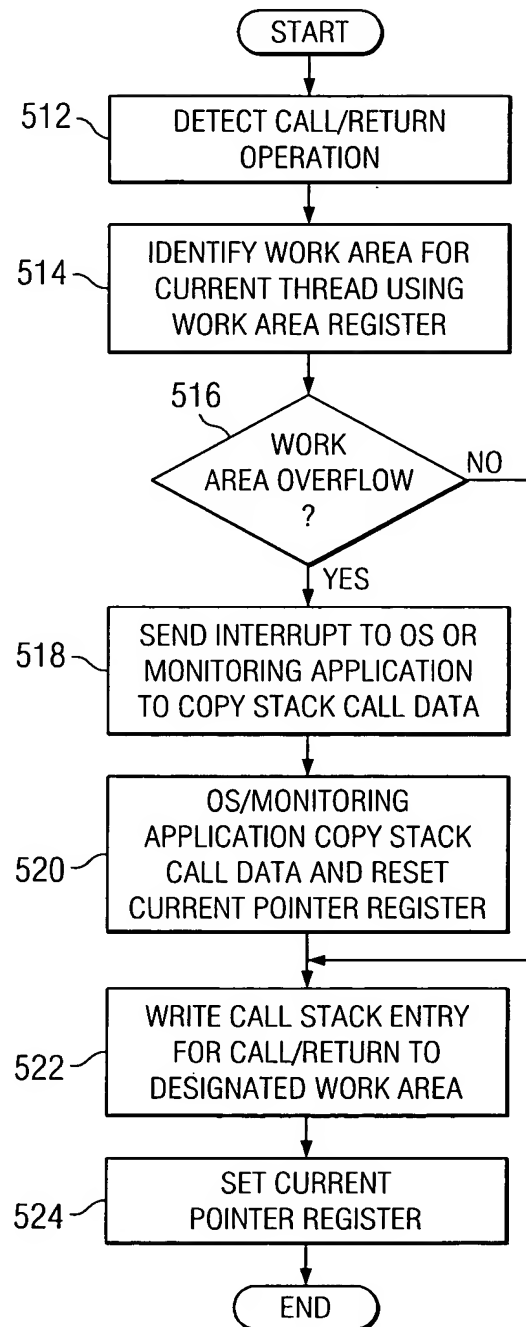 START
512
DETECT CALL/RETURN
OPERATION
514
IDENTIFY WORK AREA FOR
CURRENT THREAD USING
WORK AREA REGISTER
516
WORK
AREA OVERFLOW
?
NO
YES
518
SEND INTERRUPT TO OS OR
MONITORING APPLICATION
TO COPY STACK CALL DATA
520
OS/MONITORING
APPLICATION COPY STACK
CALL DATA AND RESET
CURRENT POINTER REGISTER
522
WRITE CALL STACK ENTRY
FOR CALL/RETURN TO
DESIGNATED WORK AREA
524
SET CURRENT
POINTER REGISTER
END